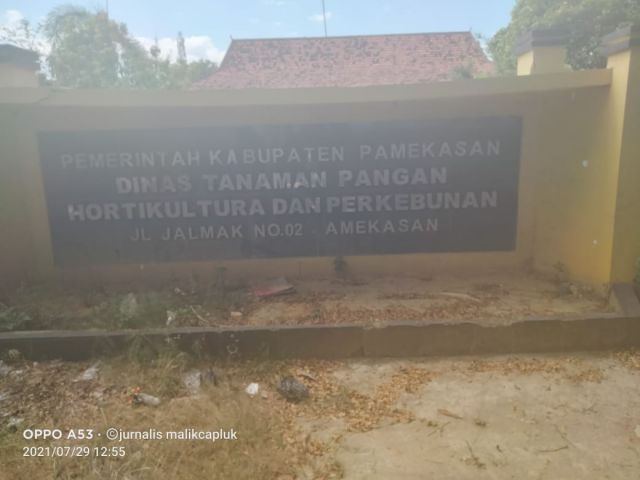 PEMERINTAH KABUPATEN PAMEKASAN
DINAS TANAMAN PANGAN
HORTIKULTURA DAN PERKEBUNAN
JL JALMAK NO.02 - AMEKASAN
OPPO A53 · ©jurnalis malikcapluk
2021/07/29 12:55